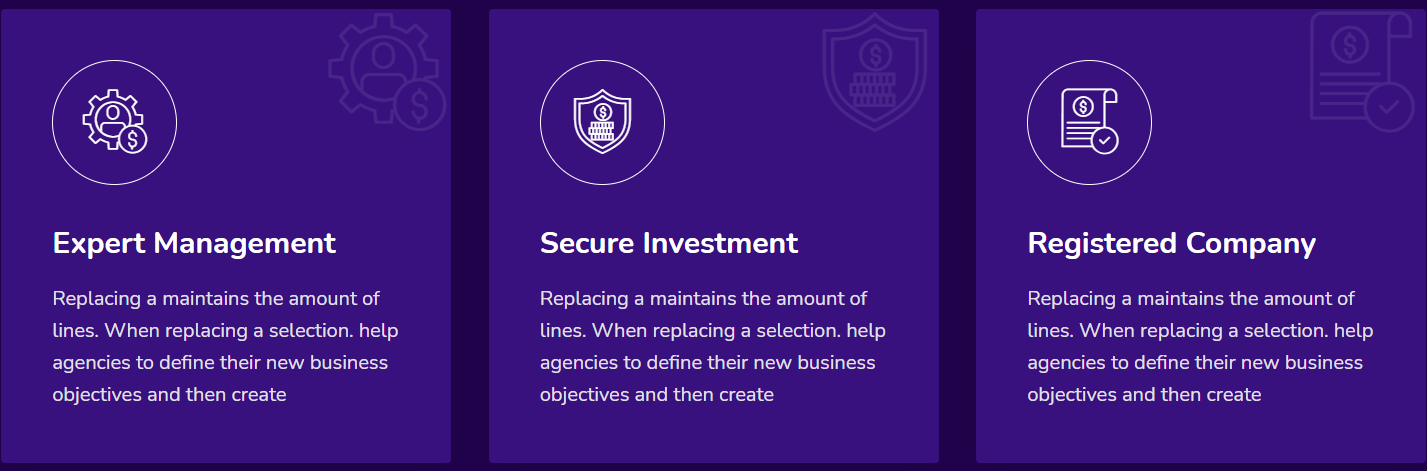 Expert Management
Replacing a maintains the amount of
lines. When replacing a selection. help
agencies to define their new business
objectives and then create
Secure Investment
Replacing a maintains the amount of
lines. When replacing a selection. help
agencies to define their new business
objectives and then create
Registered Company
Replacing a maintains the amount of
lines. When replacing a selection. help
agencies to define their new business
objectives and then create